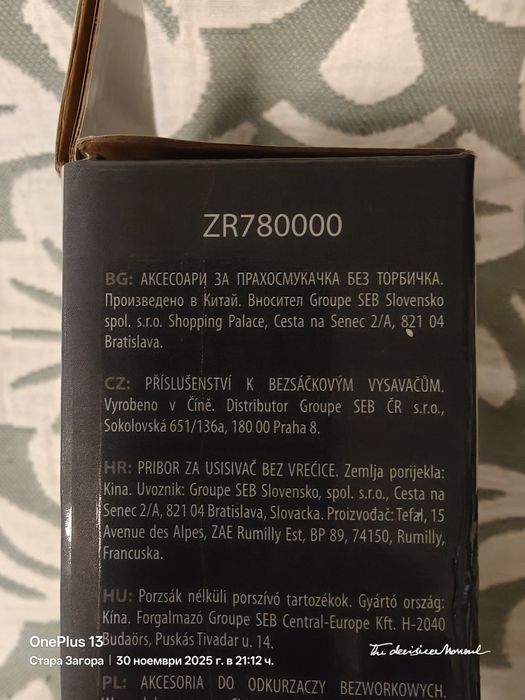 ZR780000
BG: АКСЕСОАРИ ЗА ПРАХОСМУКАЧКА БЕЗ ТОРБИЧКА.
Произведено в Китай. Вносител Groupe SEB Slovensko
spol. s.r.o. Shopping Palace, Cesta na Senec 2/A, 821 04
Bratislava.
CZ: PŘÍSLUŠENSTVÍ K BEZSÁČKOVÝM VYSAVAČŮM.
Vyrobeno v Číně. Distributor Groupe SEB ČR s.r.o.,
Sokolovská 651/136a, 180 00 Praha 8.
HR: PRIBOR ZA USISIVAČ BEZ VREĆICE. Zemlja porijekla:
Kina. Uvoznik: Groupe SEB Slovensko, spol. s.r.o., Cesta na
Senec 2/A, 821 04 Bratislava, Slovacka. Proizvođač: Tefal, 15
Avenue des Alpes, ZAE Rumilly Est, BP 89, 74150, Rumilly,
Francuska.
HU: Porzsák nélküli porszívó tartozékok. Gyártó ország:
Kína. Forgalmazó Groupe SEB Central-Europe Kft. H-2040
Budaörs, Puskás Tivadar u. 14.
PL: AKCESORIA DO ODKURZACZY BEZWORKOWYCH.
OnePlus 13
Стара Загора | 30 ноември 2025 г. в 21:12 ч.